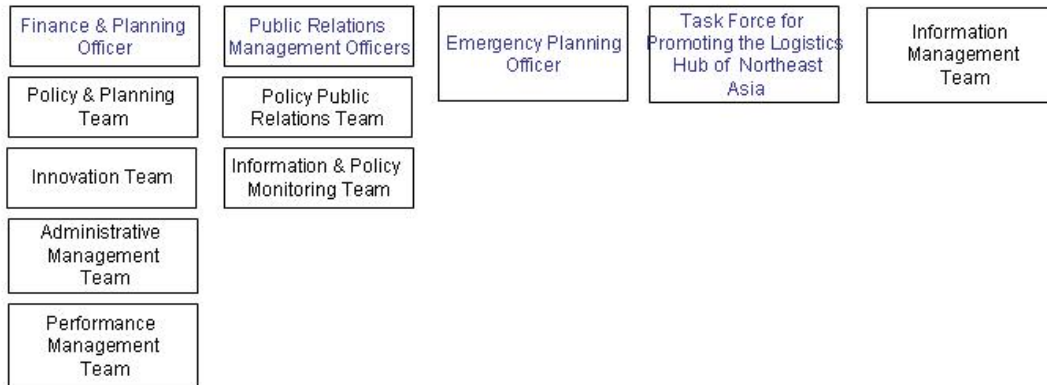 Finance & Planning
Officer
Policy & Planning
Team
Innovation Team
Administrative
Management
Team
Performance
Management
Team
Public Relations
Management Officers
Policy Public
Relations Team
Information & Policy
Monitoring Team
Emergency Planning
Officer
Task Force for
Promoting the Logistics
Hub of Northeast
Asia
Information
Management
Team